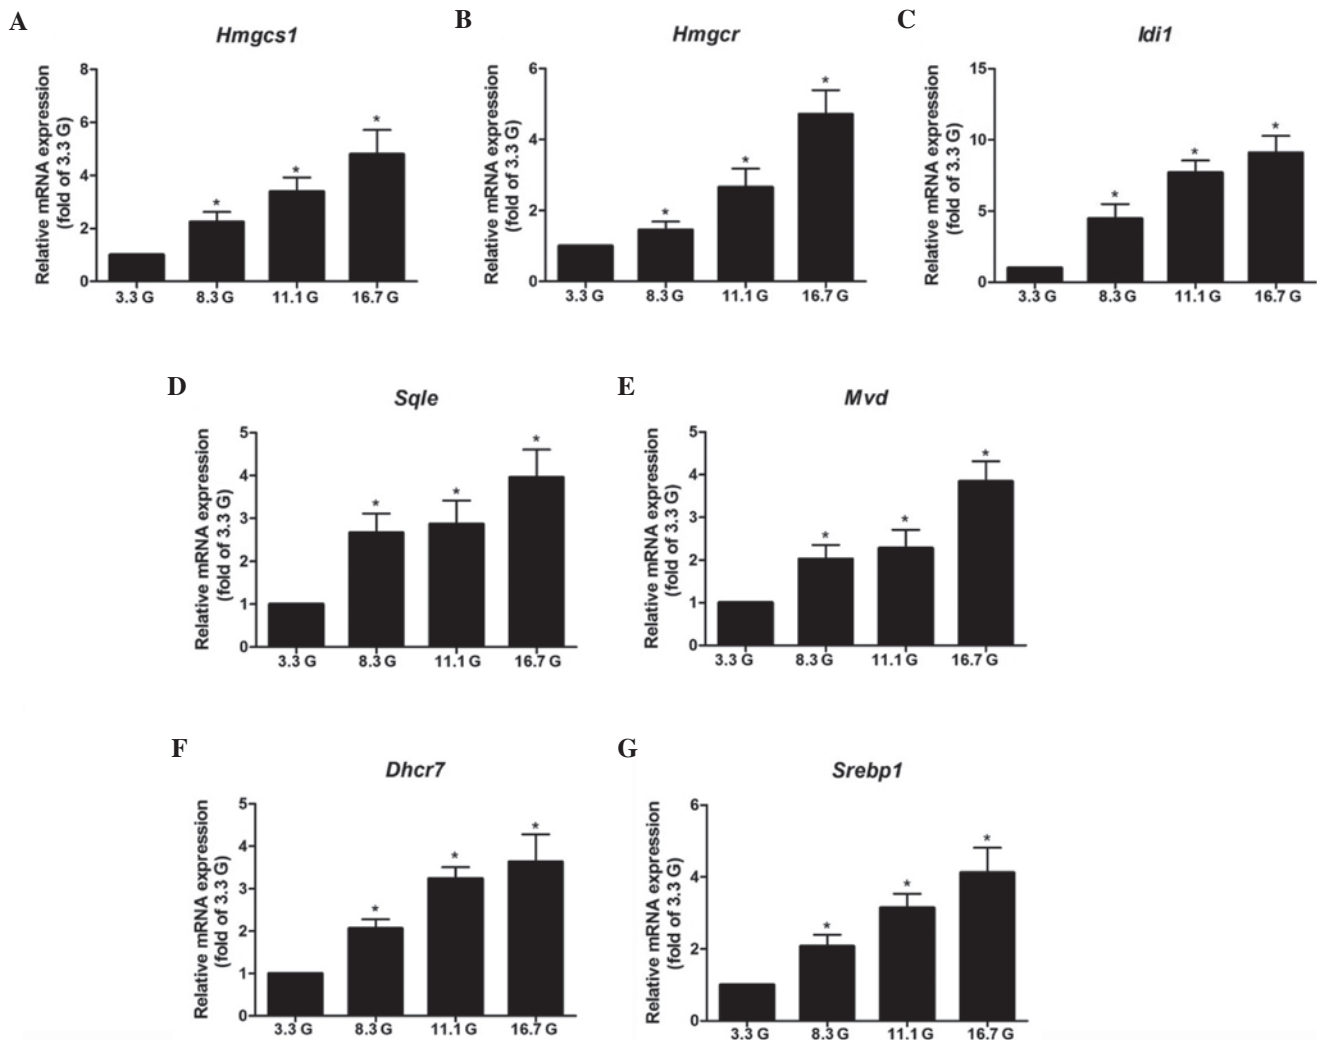 A
Hmgcs1
Relative mRNA expression
(fold of 3.3 G)
8
6
4
2
0
3.3 G 8.3 G 11.1 G 16.7 G
*
*
*
B
Hmgcr
Relative mRNA expression
(fold of 3.3 G)
6
4
2
0
3.3 G 8.3 G 11.1 G 16.7 G
*
*
*
C
Idi1
Relative mRNA expression
(fold of 3.3 G)
15
10
5
0
3.3 G 8.3 G 11.1 G 16.7 G
*
*
*
D
Sqle
Relative mRNA expression
(fold of 3.3 G)
5
4
3
2
1
0
3.3 G 8.3 G 11.1 G 16.7 G
*
*
*
E
Mvd
Relative mRNA expression
(fold of 3.3 G)
5
4
3
2
1
0
3.3 G 8.3 G 11.1 G 16.7 G
*
*
*
F
Dhcr7
Relative mRNA expression
(fold of 3.3 G)
5
4
3
2
1
0
3.3 G 8.3 G 11.1 G 16.7 G
*
*
*
G
Srebp1
Relative mRNA expression
(fold of 3.3 G)
6
4
2
0
3.3 G 8.3 G 11.1 G 16.7 G
*
*
*